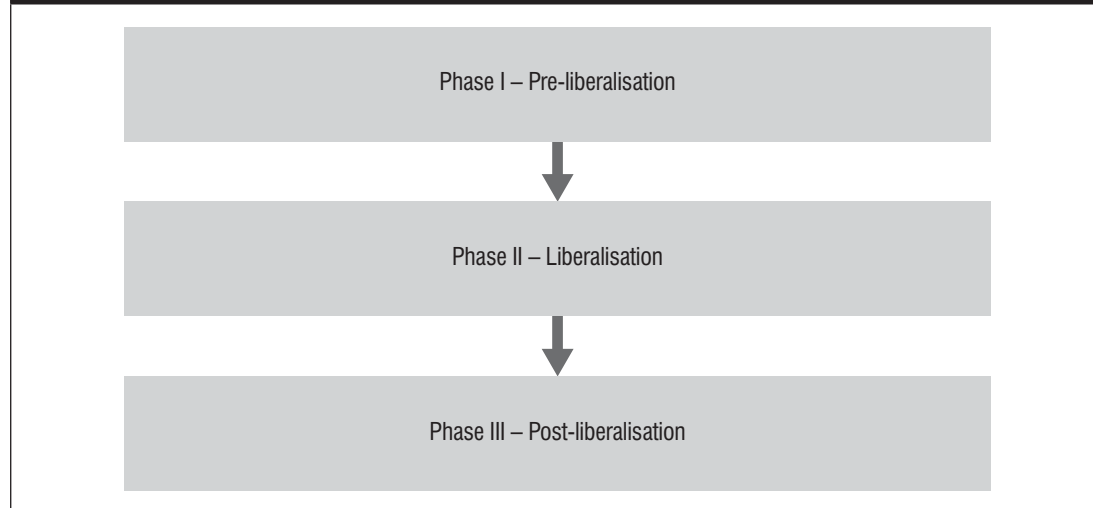 Phase I – Pre-liberalisation
Phase II – Liberalisation
Phase III – Post-liberalisation